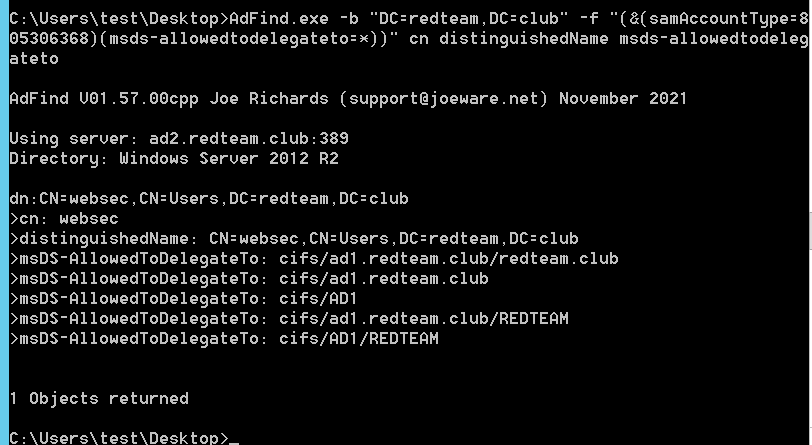 C:\Users\test\Desktop>AdFind.exe -b "DC=redteam,DC=club" -f "(&(samAccountType=8
05306368)(msds-allowedtodelegateto=*))" cn distinguishedName msds-allowedtodeleg
ateto
AdFind V01.57.00cpp Joe Richards (support@joeware.net) November 2021
Using server: ad2.redteam.club:389
Directory: Windows Server 2012 R2
dn:CN=websec,CN=Users,DC=redteam,DC=club
>cn: websec
>distinguishedName: CN=websec,CN=Users,DC=redteam,DC=club
>msDS-AllowedToDelegateTo: cifs/ad1.redteam.club/redteam.club
>msDS-AllowedToDelegateTo: cifs/ad1.redteam.club
>msDS-AllowedToDelegateTo: cifs/AD1
>msDS-AllowedToDelegateTo: cifs/ad1.redteam.club/REDTEAM
>msDS-AllowedToDelegateTo: cifs/AD1/REDTEAM
1 Objects returned
C:\Users\test\Desktop>_